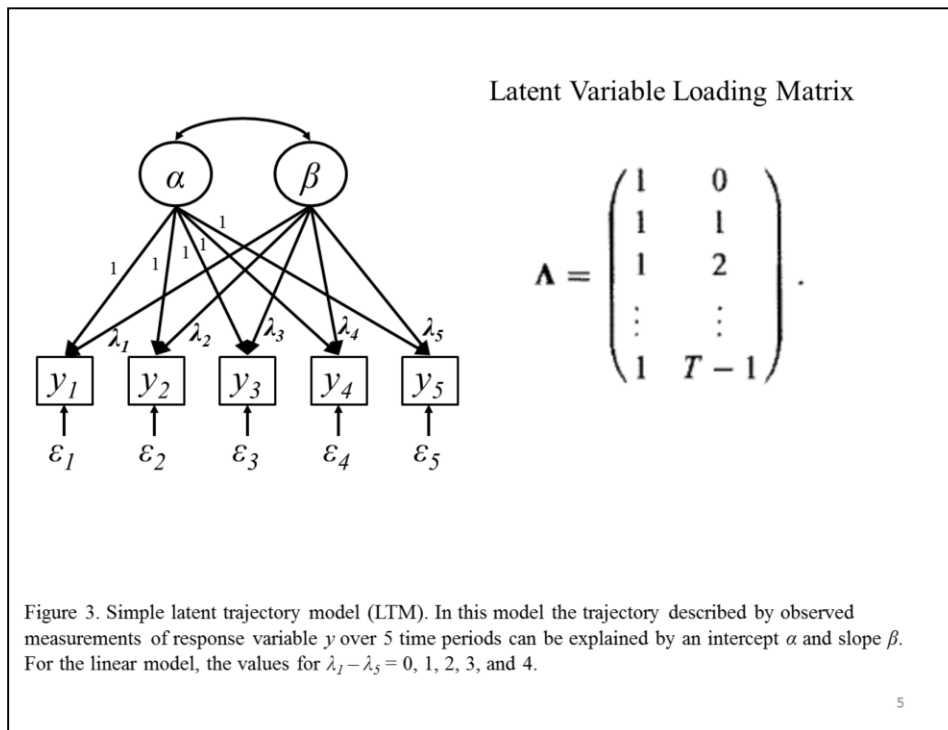 Latent Variable Loading Matrix
α β
1
1 1 1 1
λ1 λ2 λ3 λ4 λ5
y1 y2 y3 y4 y5
ε1 ε2 ε3 ε4 ε5
1 0
1 1
Λ = 1 2 .
⋮ ⋮
1 T − 1
Figure 3. Simple latent trajectory model (LTM). In this model the trajectory described by observed
measurements of response variable y over 5 time periods can be explained by an intercept α and slope β.
For the linear model, the values for λ1 – λ5 = 0, 1, 2, 3, and 4.
5